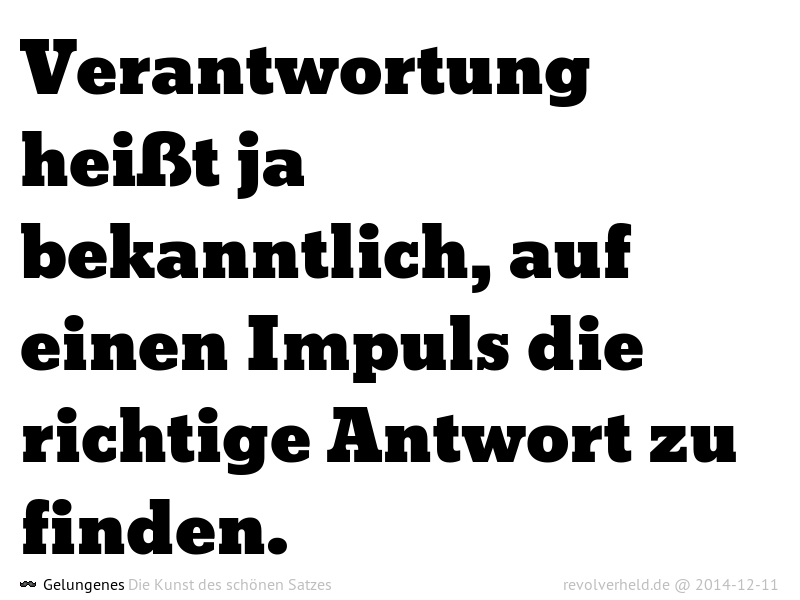 Verantwortung
heißt ja
bekanntlich, auf
einen Impuls die
richtige Antwort zu
finden.
Gelungenes Die Kunst des schönen Satzes revolverheld.de @ 2014-12-11